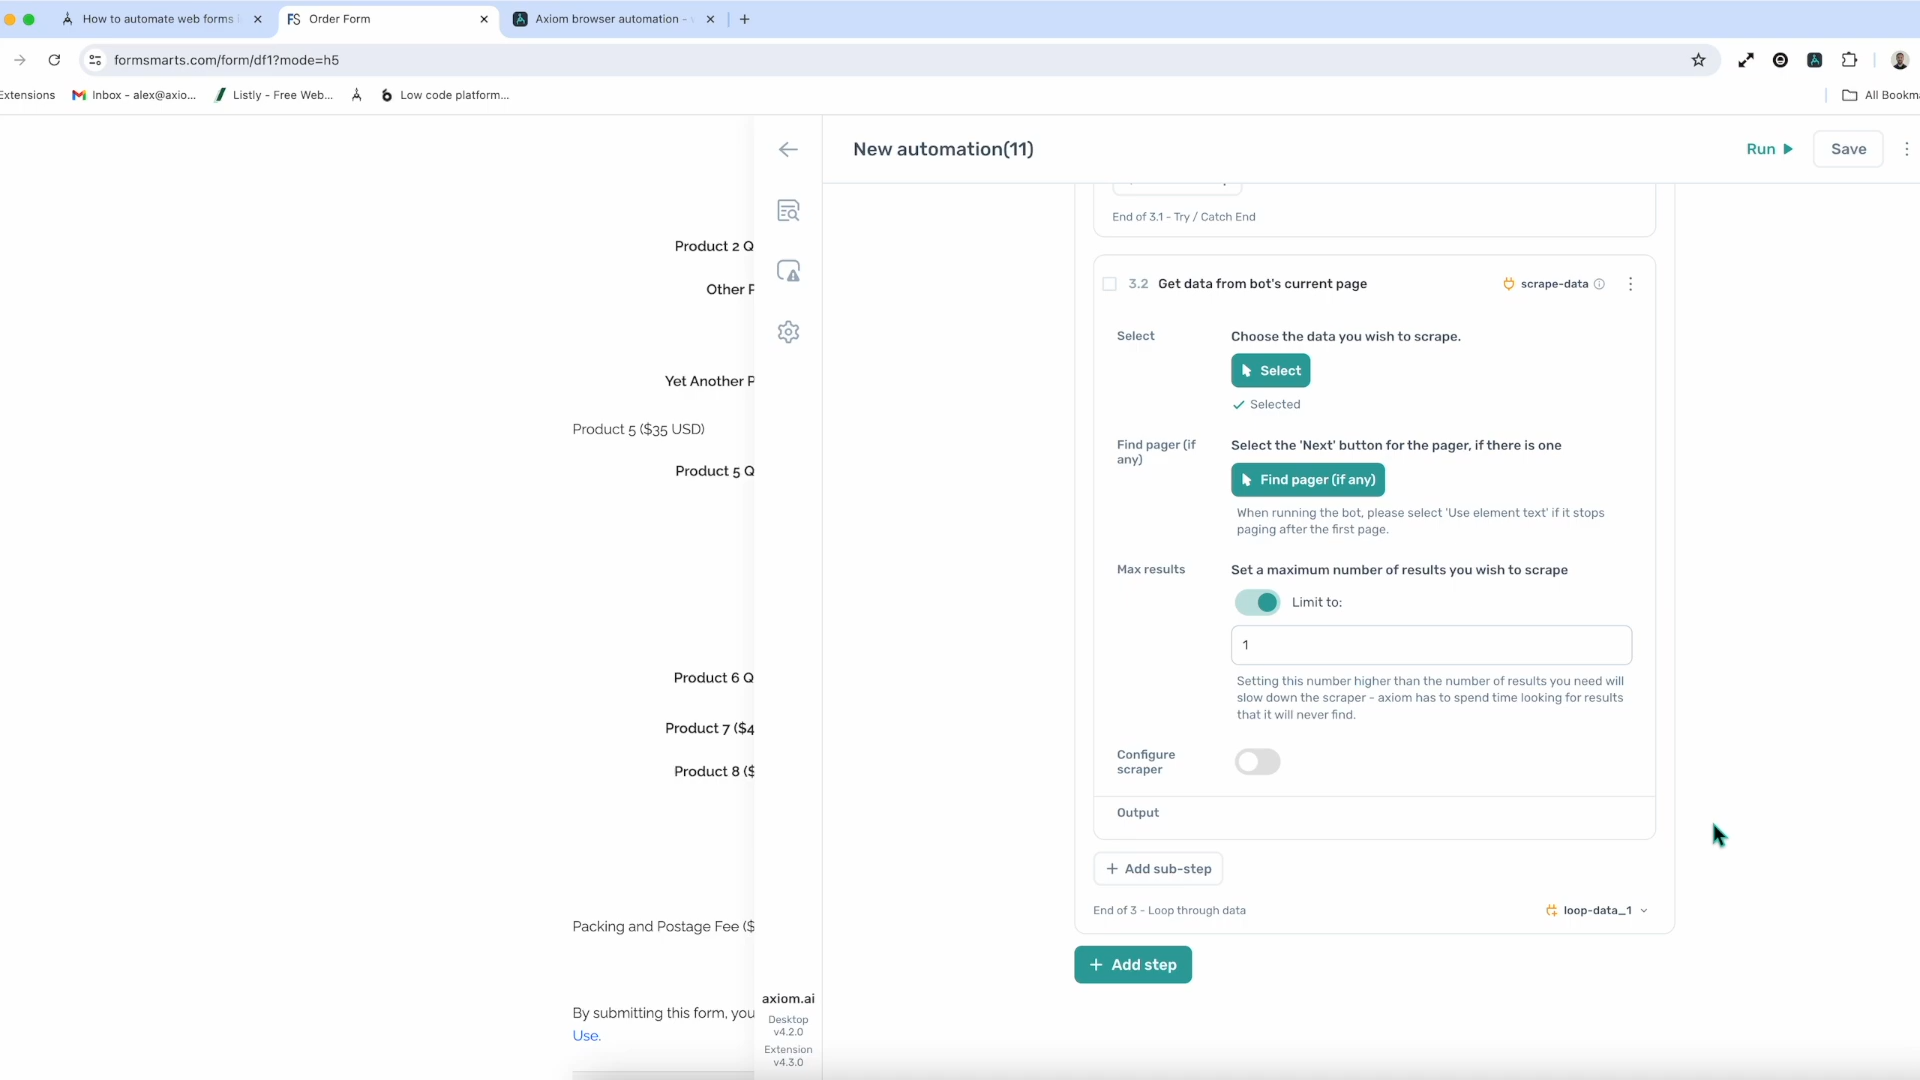 How to automate web forms
Order Form
Axiom browser automation -
formsmarts.com/form/df1?mode=h5
Extensions
Inbox - alex@axio...
Listly - Free Web...
Low code platform...
All Bookma
New automation(11)
Run
Save
Product 2 Q
Other P
Yet Another P
Product 5 ($35 USD)
Product 5 Q
Product 6 Q
Product 7 ($4
Product 8 ($
Packing and Postage Fee ($
By submitting this form, you
Use.
axiom.ai
Desktop
v4.2.0
Extension
v4.3.0
End of 3.1 - Try / Catch End
3.2 Get data from bot's current page
scrape-data
Select
Choose the data you wish to scrape.
Select
Selected
Find pager (if
any)
Select the 'Next' button for the pager, if there is one
Find pager (if any)
When running the bot, please select 'Use element text' if it stops
paging after the first page.
Max results
Set a maximum number of results you wish to scrape
Limit to:
1
Setting this number higher than the number of results you need will
slow down the scraper - axiom has to spend time looking for results
that it will never find.
Configure
scraper
Output
+ Add sub-step
End of 3 - Loop through data
loop-data_1
+ Add step